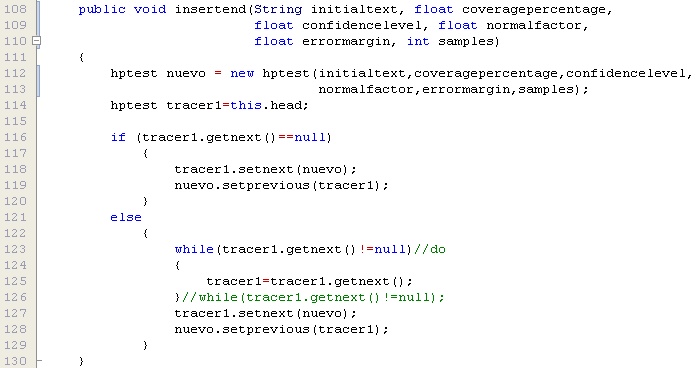 108 public void insertend(String initialtext, float coveragepercentage,
109 float confidencelevel, float normalfactor,
110 float errormargin, int samples)
111 {
112 hptest nuevo = new hptest(initialtext,coveragepercentage,confidencelevel,
113 normalfactor,errormargin,samples);
114 hptest tracer1=this.head;
115
116 if (tracer1.getnext()==null)
117 {
118 tracer1.setnext(nuevo);
119 nuevo.setprevious(tracer1);
120 }
121 else
122 {
123 while(tracer1.getnext()!=null)//do
124 {
125 tracer1=tracer1.getnext();
126 }//while(tracer1.getnext()!=null);
127 tracer1.setnext(nuevo);
128 nuevo.setprevious(tracer1);
129 }
130 }